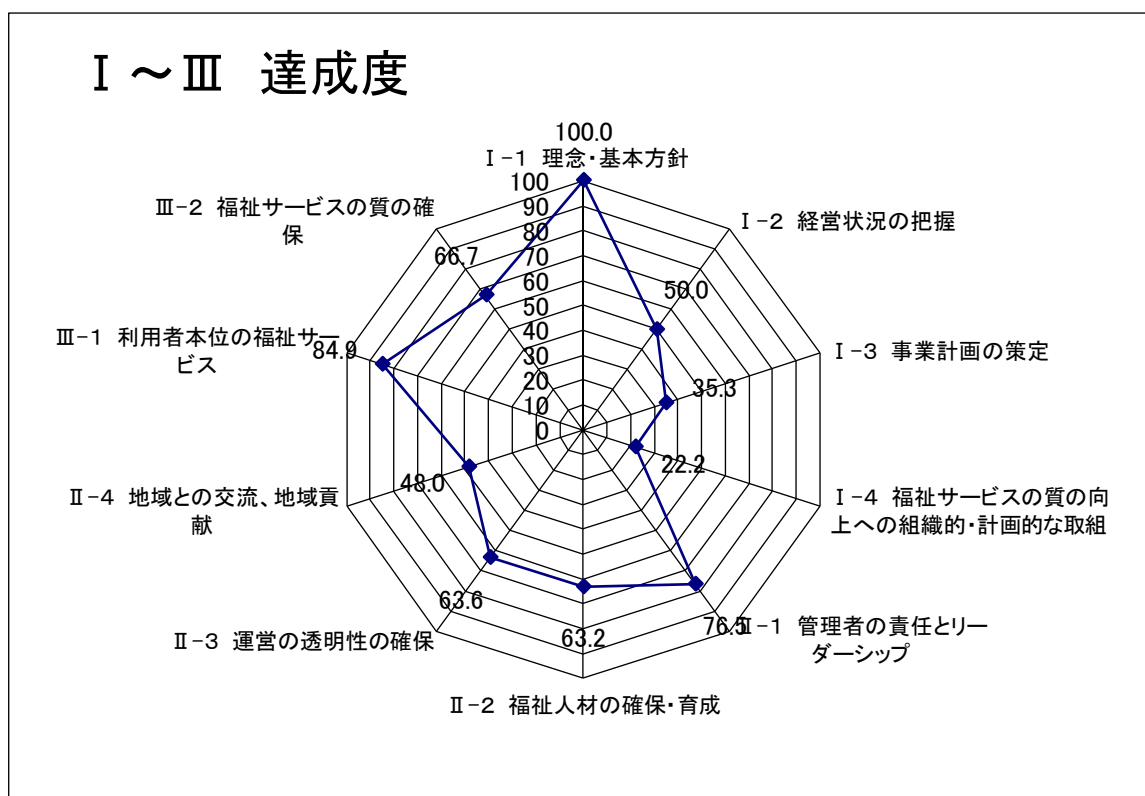 Ⅰ～Ⅲ 達成度
100.0
Ⅰ-1 理念・基本方針
100
90
80
70
60
50
40
30
20
10
0
Ⅰ-2 経営状況の把握
50.0
Ⅰ-3 事業計画の策定
35.3
Ⅰ-4 福祉サービスの質の向
上への組織的・計画的な取組
22.2
Ⅱ-1 管理者の責任とリー
ダーシップ
76.5
63.2
Ⅱ-2 福祉人材の確保・育成
63.6
Ⅱ-3 運営の透明性の確保
48.0
Ⅱ-4 地域との交流、地域貢
献
Ⅲ-1 利用者本位の福祉サー
ビス
84.9
Ⅲ-2 福祉サービスの質の確
保
66.7